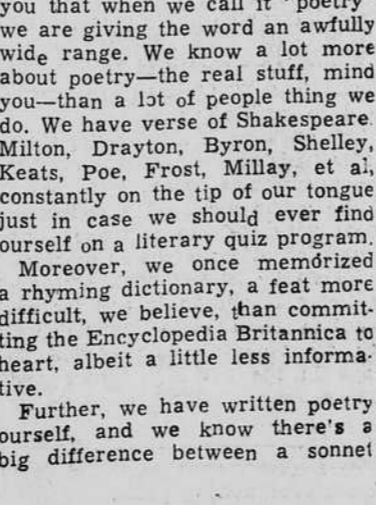 you that when we call it "poetry"
we are giving the word an awfully
wide range. We know a lot more
about poetry—the real stuff, mind
you—than a lot of people thing we
do. We have verse of Shakespeare.
Milton, Drayton, Byron, Shelley,
Keats, Poe, Frost, Millay, et al,
constantly on the tip of our tongue
just in case we should ever find
ourself on a literary quiz program.
Moreover, we once memorized
a rhyming dictionary, a feat more
difficult, we believe, than commit-
ting the Encyclopedia Britannica to
heart, albeit a little less informa-
tive.
Further, we have written poetry
ourself, and we know there's a
big difference between a sonnet